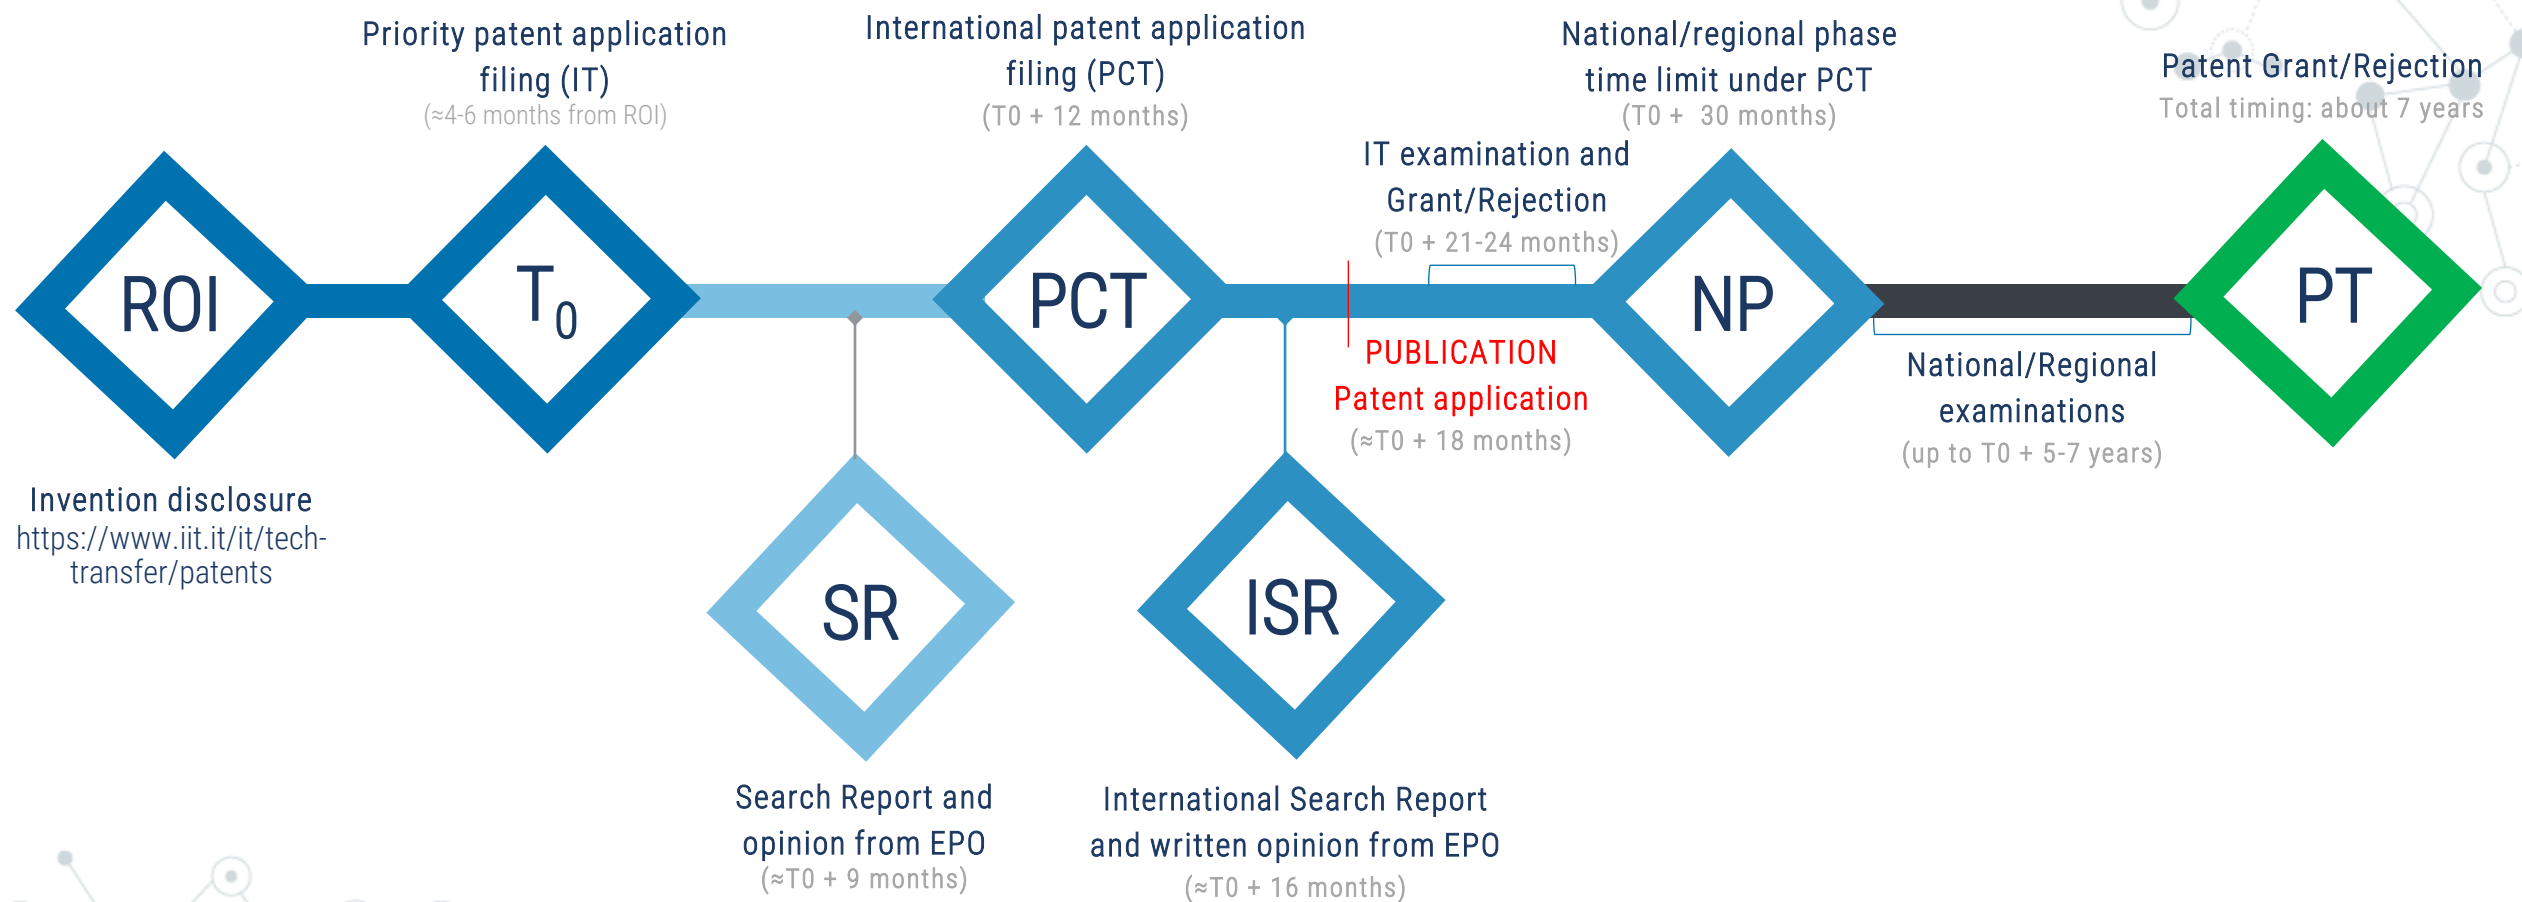 Priority patent application
filing (IT)
(≈4-6 months from ROI)
International patent application
filing (PCT)
(T0 + 12 months)
National/regional phase
time limit under PCT
(T0 +  30 months)
Patent Grant/Rejection
Total timing: about 7 years
IT examination and
Grant/Rejection
(T0 + 21-24 months)
ROI
T0
PCT
NP
PT
PUBLICATION
Patent application
(≈T0 + 18 months)
National/Regional
examinations
(up to T0 + 5-7 years)
Invention disclosure
https://www.iit.it/it/tech-
transfer/patents
SR
ISR
Search Report and
opinion from EPO
(≈T0 + 9 months)
International Search Report
and written opinion from EPO
(≈T0 + 16 months)